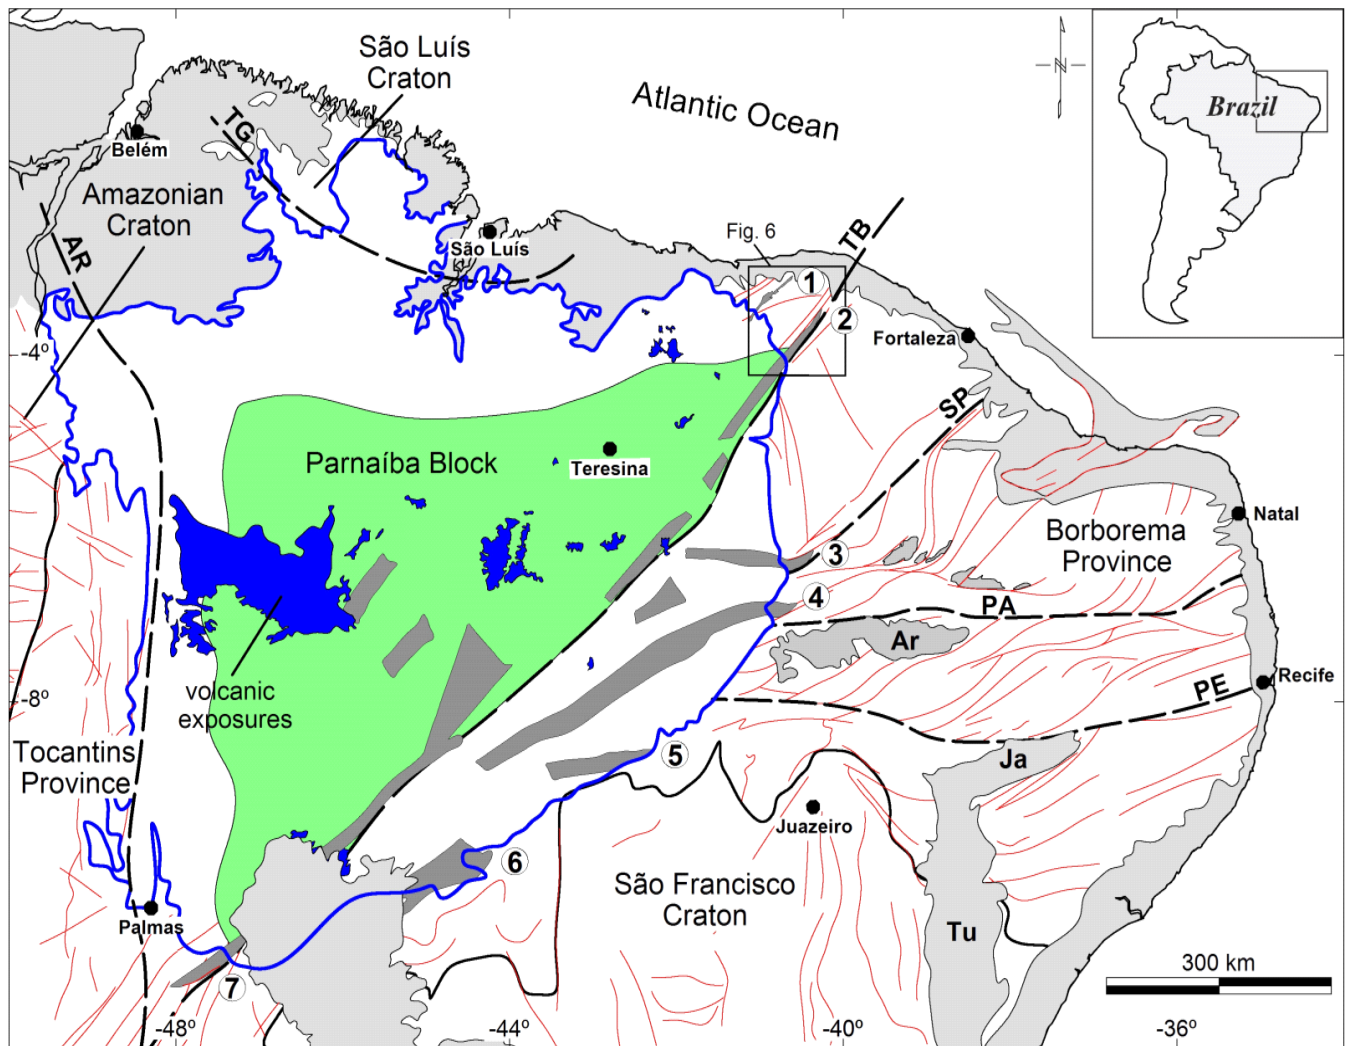 São Luís
Craton
Atlantic Ocean
Brazil
N
TG
Belém
Amazonian
Craton
AR
São Luís
Fig. 6
TB
1
2
Fortaleza
-4º
SP
Parnaíba Block
Teresina
Natal
Borborema
Province
3
4
PA
Ar
Recife
PE
-8º
volcanic
exposures
Tocantins
Province
5
Ja
Juazeiro
6
São Francisco
Craton
Palmas
Tu
7
300 km
-48º
-44º
-40º
-36º